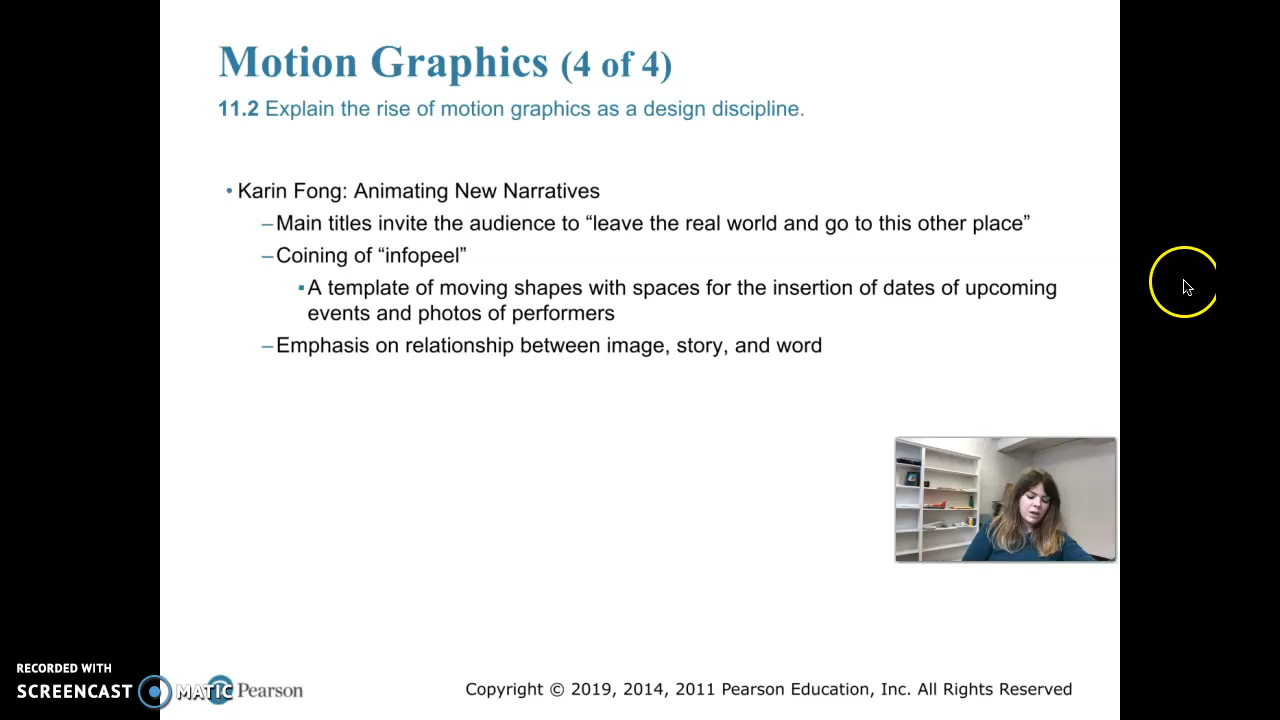 Motion Graphics (4 of 4)
11.2 Explain the rise of motion graphics as a design discipline.
• Karin Fong: Animating New Narratives
–Main titles invite the audience to “leave the real world and go to this other place”
–Coining of “infopeel”
▪A template of moving shapes with spaces for the insertion of dates of upcoming
events and photos of performers
–Emphasis on relationship between image, story, and word
RECORDED WITH
SCREENCAST MATIC
Pearson
Copyright © 2019, 2014, 2011 Pearson Education, Inc. All Rights Reserved